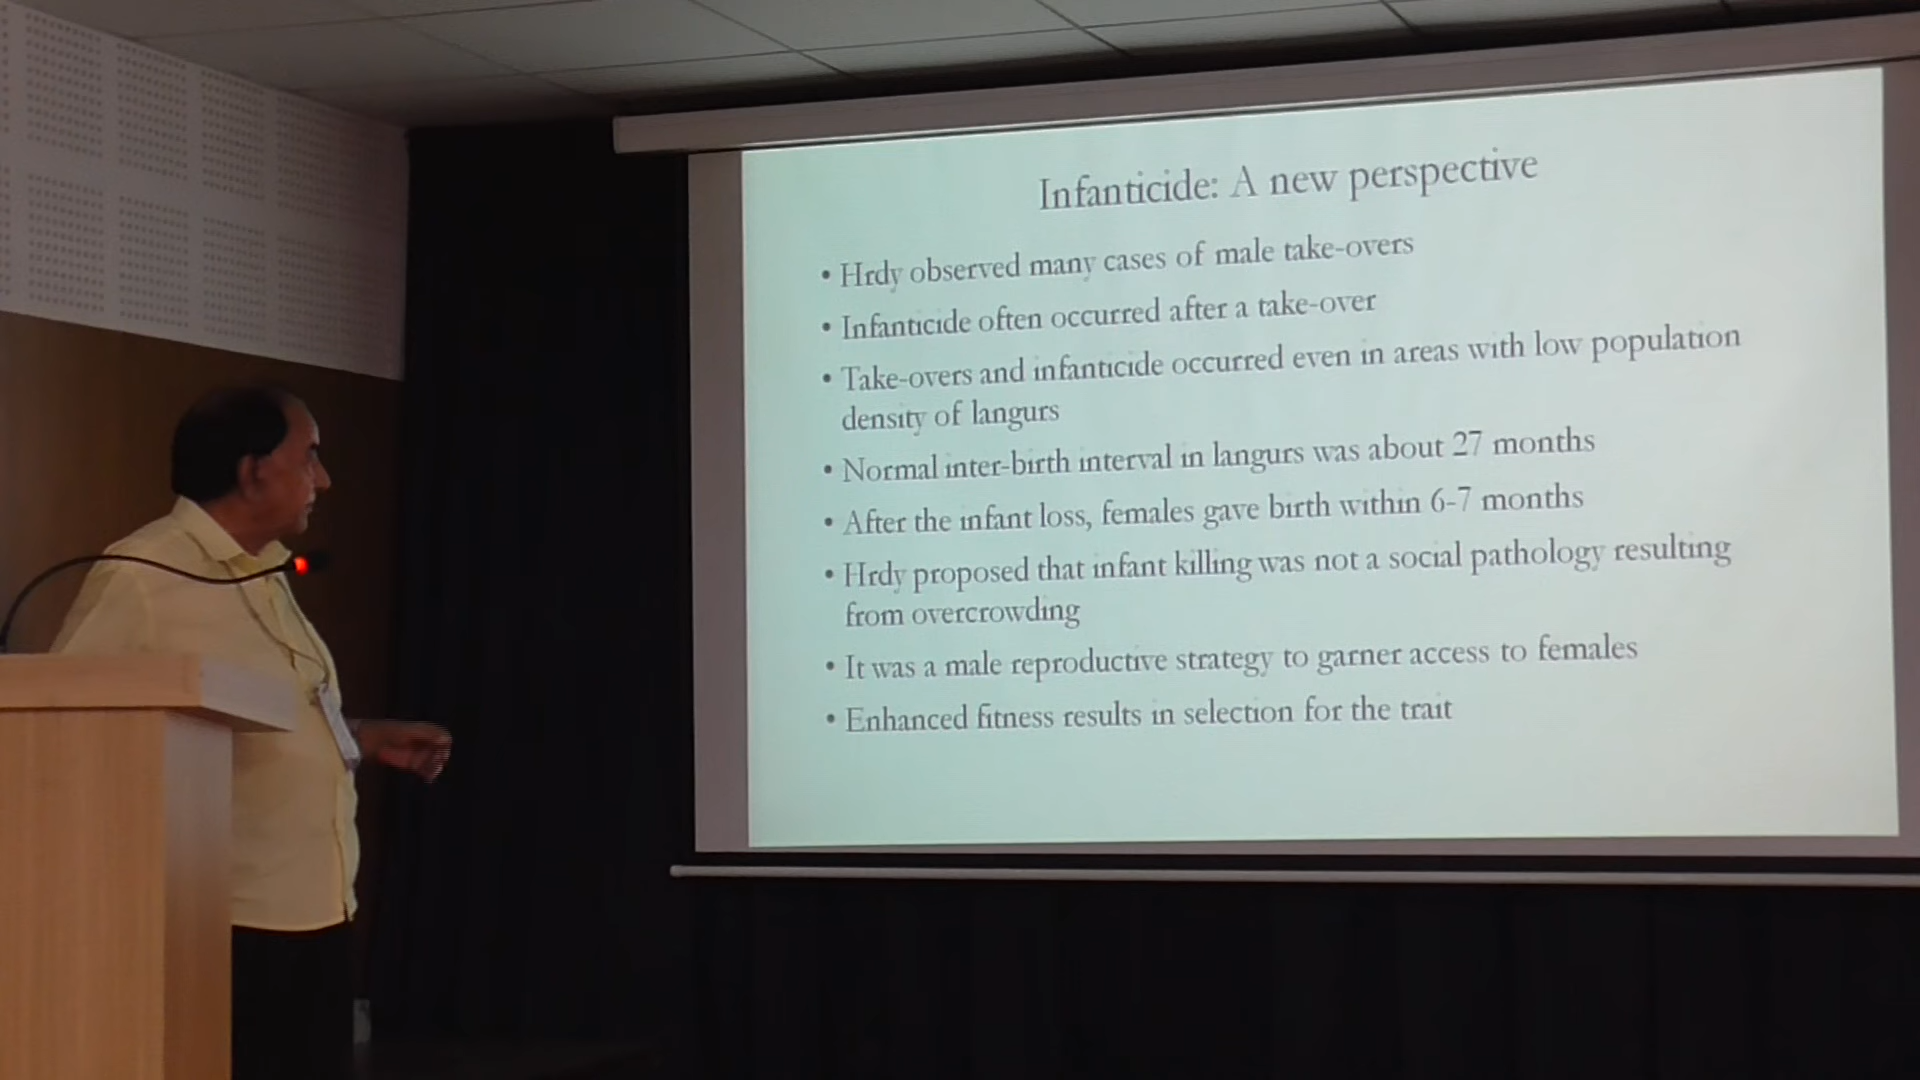 Infanticide: A new perspective
• Hrdy observed many cases of male take-overs
• Infanticide often occurred after a take-over
• Take-overs and infanticide occurred even in areas with low population
density of langurs
• Normal inter-birth interval in langurs was about 27 months
• After the infant loss, females gave birth within 6-7 months
• Hrdy proposed that infant killing was not a social pathology resulting
from overcrowding
• It was a male reproductive strategy to garner access to females
• Enhanced fitness results in selection for the trait